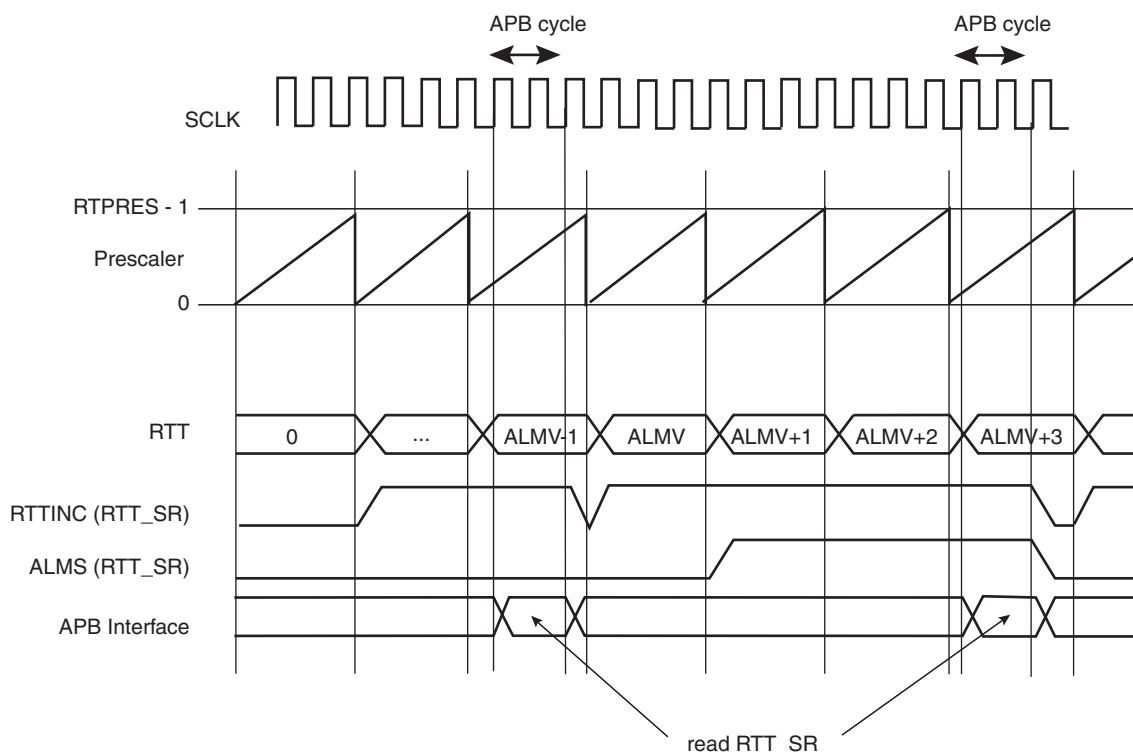 APB cycle APB cycle
SCLK
RTPRES - 1
Prescaler
0
RTT 0 ... ALMV-1 ALMV ALMV+1 ALMV+2 ALMV+3
RTTINC (RTT_SR)
ALMS (RTT_SR)
APB Interface
read RTT_SR